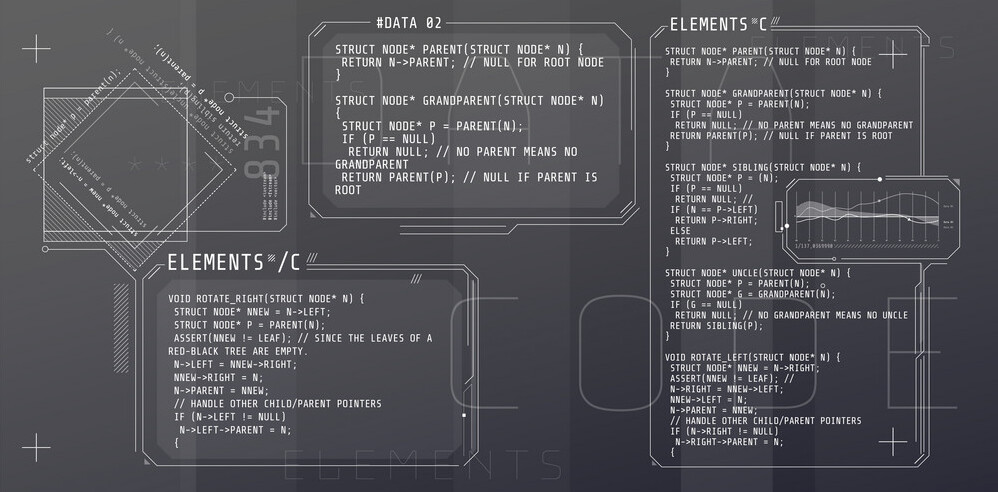 #DATA 02
STRUCT NODE* PARENT(STRUCT NODE* N) {
RETURN N->PARENT; // NULL FOR ROOT NODE
}
STRUCT NODE* GRANDPARENT(STRUCT NODE* N)
{
STRUCT NODE* P = PARENT(N);
IF (P == NULL)
RETURN NULL; // NO PARENT MEANS NO
GRANDPARENT
RETURN PARENT(P); // NULL IF PARENT IS
ROOT
834
ELEMENTS /C ///
///
VOID ROTATE_RIGHT(STRUCT NODE* N) {
STRUCT NODE* NNEW = N->LEFT;
STRUCT NODE* P = PARENT(N);
ASSERT(NNEW != LEAF); // SINCE THE LEAVES OF A
RED-BLACK TREE ARE EMPTY.
N->LEFT = NNEW->RIGHT;
NNEW->RIGHT = N;
N->PARENT = NNEW;
// HANDLE OTHER CHILD/PARENT POINTERS
IF (N->LEFT != NULL)
N->LEFT->PARENT = N;
{
ELEMENTS C ///
STRUCT NODE* PARENT(STRUCT NODE* N) {
RETURN N->PARENT; // NULL FOR ROOT NODE
}
STRUCT NODE* GRANDPARENT(STRUCT NODE* N) {
STRUCT NODE* P = PARENT(N);
IF (P == NULL)
RETURN NULL; // NO PARENT MEANS NO GRANDPARENT
RETURN PARENT(P); // NULL IF PARENT IS ROOT
}
STRUCT NODE* SIBLING(STRUCT NODE* N) {
STRUCT NODE* P = (N);
IF (P == NULL)
RETURN NULL; //
IF (N == P->LEFT)
RETURN P->RIGHT;
ELSE
RETURN P->LEFT;
}
STRUCT NODE* UNCLE(STRUCT NODE* N) {
STRUCT NODE* P = PARENT(N);
STRUCT NODE* G = GRANDPARENT(N);
IF (G == NULL)
RETURN NULL; // NO GRANDPARENT MEANS NO UNCLE
RETURN SIBLING(P);
}
VOID ROTATE_LEFT(STRUCT NODE* N) {
STRUCT NODE* NNEW = N->RIGHT;
ASSERT(NNEW != LEAF); //
N->RIGHT = NNEW->LEFT;
NNEW->LEFT = N;
N->PARENT = NNEW;
// HANDLE OTHER CHILD/PARENT POINTERS
IF (N->RIGHT != NULL)
N->RIGHT->PARENT = N;
{
DATA
CODE
ELEMENTS